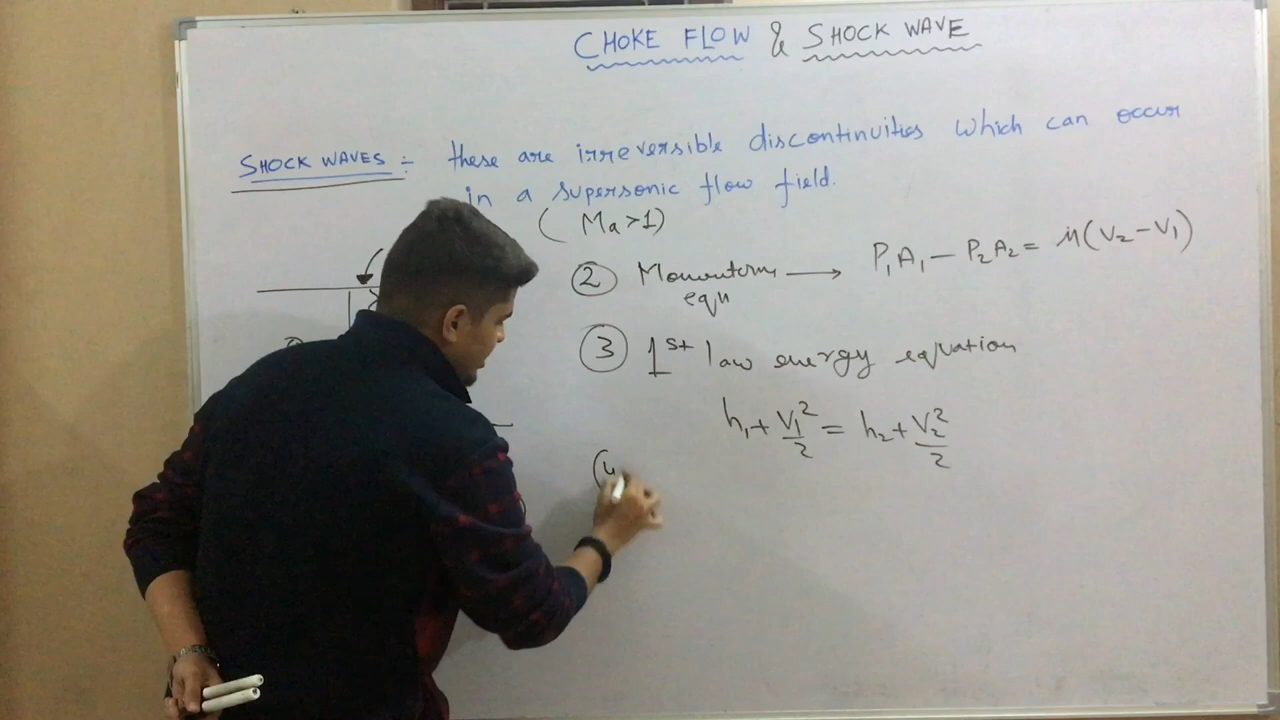 CHOKE FLOW & SHOCK WAVE
SHOCK WAVES :- these are irreversible discontinuities which can occur
in a supersonic flow field.
( Ma>1)
② Momentum → P₁A₁ - P₂A₂ = ṁ(V₂-V₁)
eqn
③ 1st law energy equation
h₁ + V₁²/2 = h₂ + V₂²/2
(4